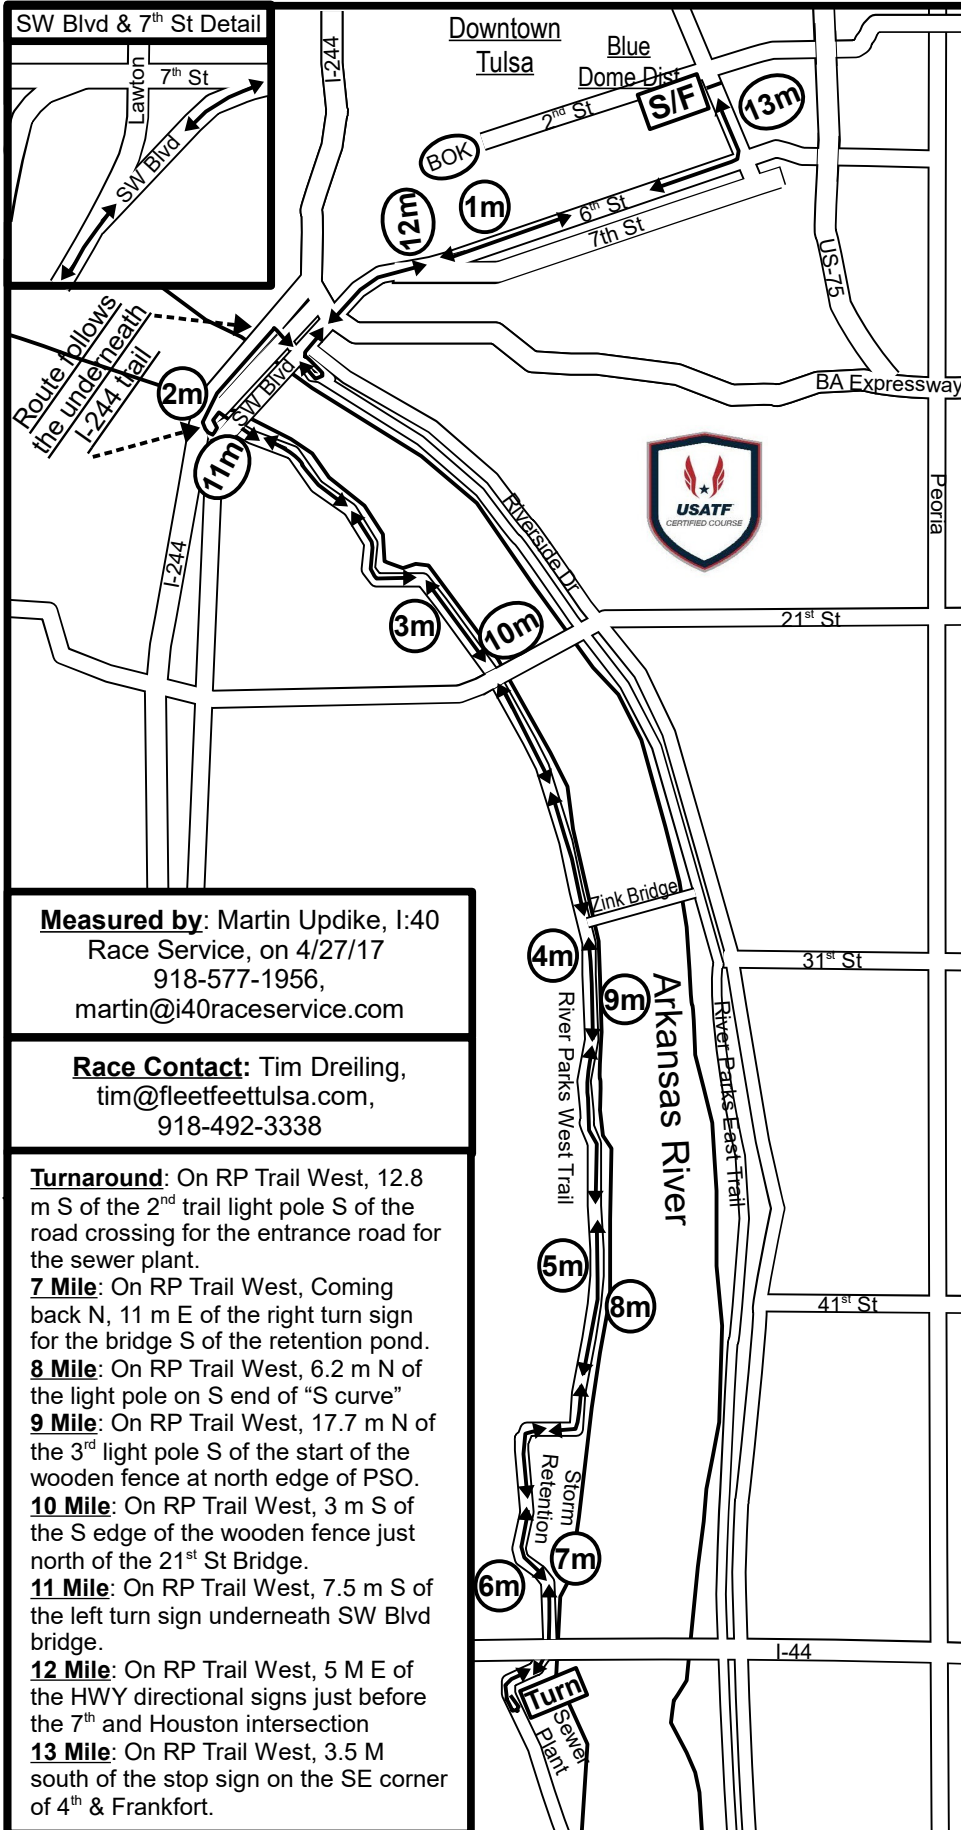 SW Blvd & 7th St Detail
Lawton
7th St
SW Blvd
I-244
Downtown
Tulsa
Blue
Dome Dist
S/F
13m
2nd St
BOK
12m
1m
6th St
7th St
US-75
Route follows
the underneath
I-244 trail
2m
SW Blvd
11m
BA Expressway
USATF
CERTIFIED COURSE
Peoria
Riverside Dr
I-244
3m
10m
21st St
Zink Bridge
4m
9m
31st St
River Parks West Trail
Arkansas River
River Parks East Trail
5m
8m
41st St
Storm
Retention
7m
6m
I-44
Turn
Sewer
Plant
Measured by: Martin Updike, I:40
Race Service, on 4/27/17
918-577-1956,
martin@i40raceservice.com
Race Contact: Tim Dreiling,
tim@fleetfeettulsa.com,
918-492-3338
Turnaround: On RP Trail West, 12.8
m S of the 2nd trail light pole S of the
road crossing for the entrance road for
the sewer plant.
7 Mile: On RP Trail West, Coming
back N, 11 m E of the right turn sign
for the bridge S of the retention pond.
8 Mile: On RP Trail West, 6.2 m N of
the light pole on S end of “S curve”
9 Mile: On RP Trail West, 17.7 m N of
the 3rd light pole S of the start of the
wooden fence at north edge of PSO.
10 Mile: On RP Trail West, 3 m S of
the S edge of the wooden fence just
north of the 21st St Bridge.
11 Mile: On RP Trail West, 7.5 m S of
the left turn sign underneath SW Blvd
bridge.
12 Mile: On RP Trail West, 5 M E of
the HWY directional signs just before
the 7th and Houston intersection
13 Mile: On RP Trail West, 3.5 M
south of the stop sign on the SE corner
of 4th & Frankfort.